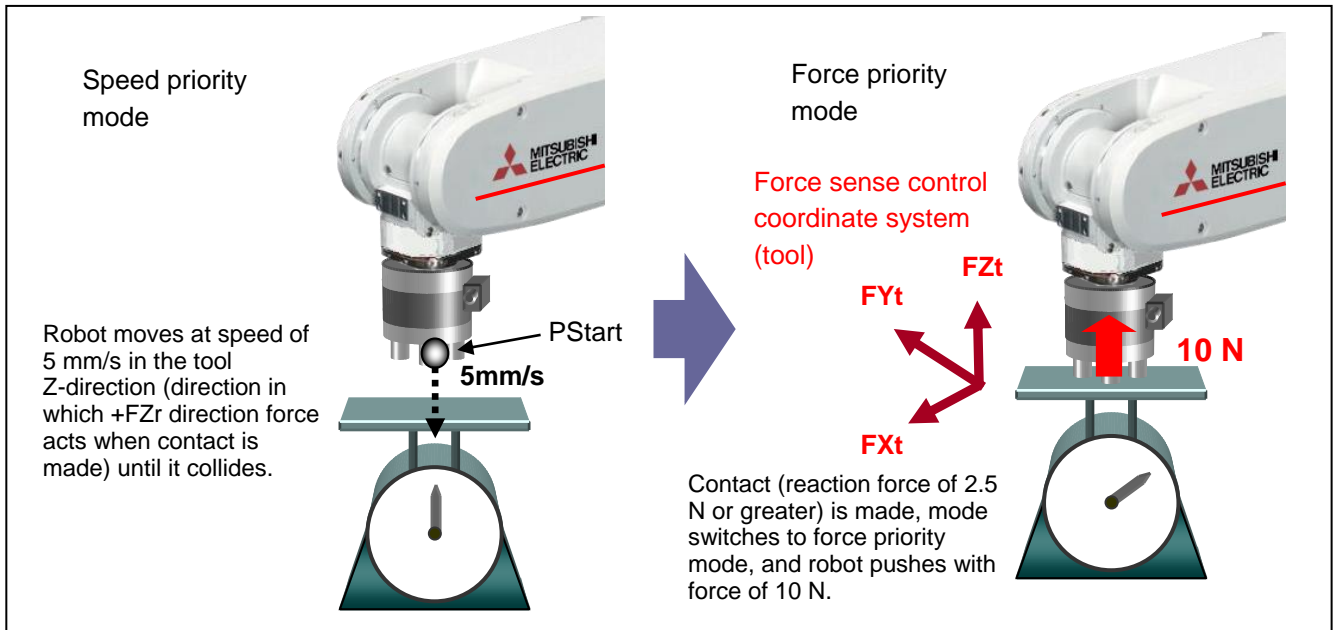 Speed priority
mode
MITSUBISHI
ELECTRIC
Robot moves at speed of
5 mm/s in the tool
Z-direction (direction in
which +FZr direction force
acts when contact is
made) until it collides.
PStart
5mm/s
Force priority
mode
MITSUBISHI
ELECTRIC
Force sense control
coordinate system
(tool)
FZt
FYt
FXt
10 N
Contact (reaction force of 2.5
N or greater) is made, mode
switches to force priority
mode, and robot pushes with
force of 10 N.